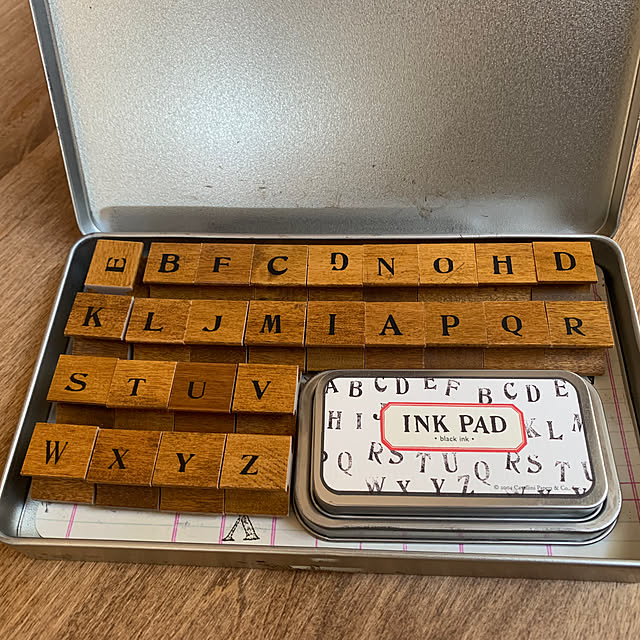 E B F C G N O H D
K L J M I A P Q R
S T U V
W X Y Z
A B C D E F B C D E
H I J
INK PAD
• black ink •
K L M
P Q R S T U Q R S T U
W X Y Z
V